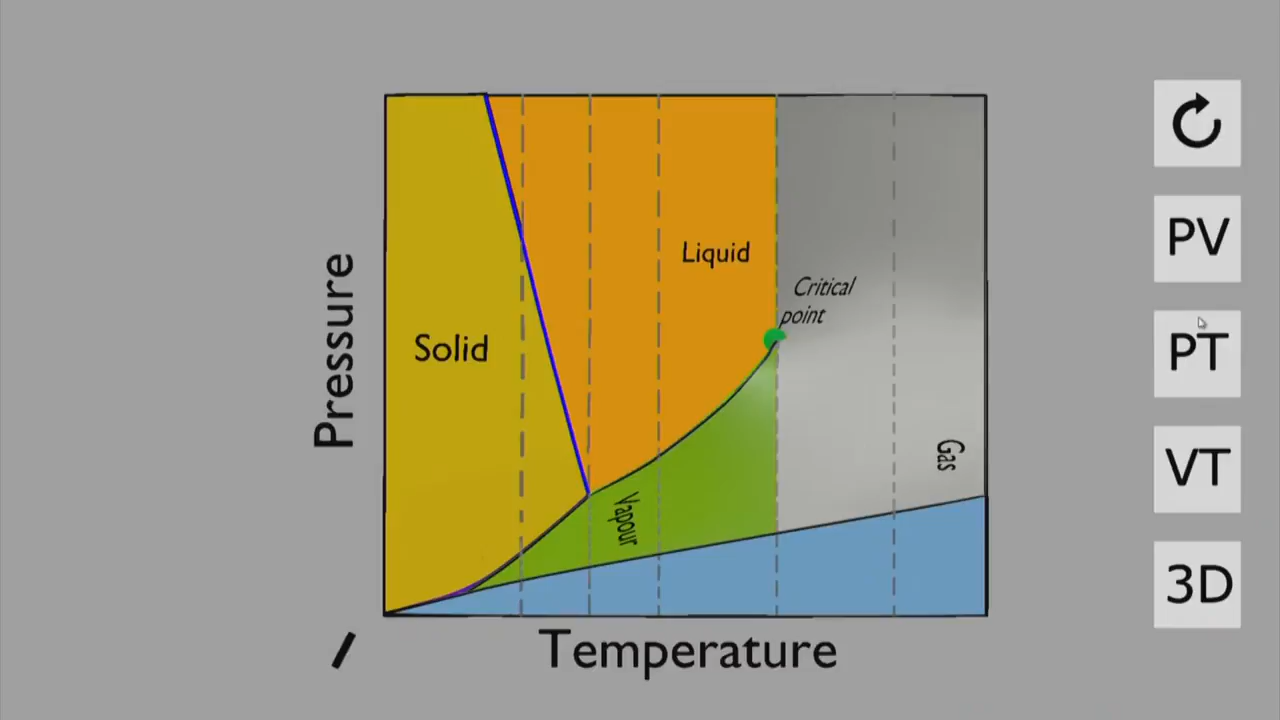 Pressure
Solid
Liquid
Critical
point
Vapour
Gas
Temperature
PV
PT
VT
3D